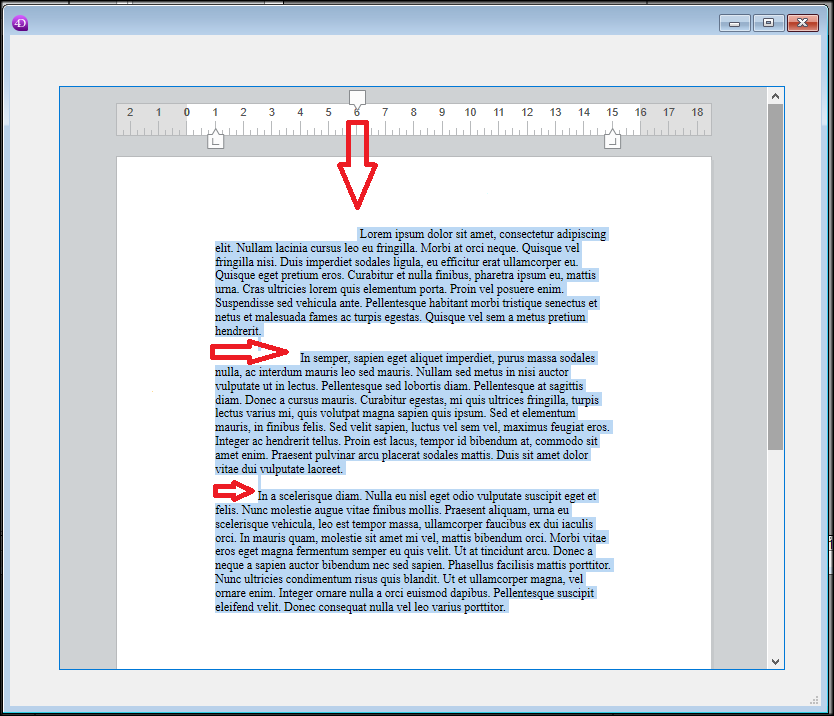 4D
2 1 0 1 2 3 4 5 6 7 8 9 10 11 12 13 14 15 16 17 18
Lorem ipsum dolor sit amet, consectetur adipiscing
elit. Nullam lacinia cursus leo eu fringilla. Morbi at orci neque. Quisque vel
fringilla nisi. Duis imperdiet sodales ligula, eu efficitur erat ullamcorper eu.
Quisque eget pretium eros. Curabitur et nulla finibus, pharetra ipsum eu, mattis
urna. Cras ultricies lorem quis elementum porta. Proin vel posuere enim.
Suspendisse sed vehicula ante. Pellentesque habitant morbi tristique senectus et
netus et malesuada fames ac turpis egestas. Quisque vel sem a metus pretium
hendrerit.
In semper, sapien eget aliquet imperdiet, purus massa sodales
nulla, ac interdum mauris leo sed mauris. Nullam sed metus in nisi auctor
vulputate ut in lectus. Pellentesque sed lobortis diam. Pellentesque at sagittis
diam. Donec a cursus mauris. Curabitur egestas, mi quis ultrices fringilla, turpis
lectus varius mi, quis volutpat magna sapien quis ipsum. Sed et elementum
mauris, in finibus felis. Sed velit sapien, luctus vel sem vel, maximus feugiat eros.
Integer ac hendrerit tellus. Proin est lacus, tempor id bibendum at, commodo sit
amet enim. Praesent pulvinar arcu placerat sodales mattis. Duis sit amet dolor
vitae dui vulputate laoreet.
In a scelerisque diam. Nulla eu nisl eget odio vulputate suscipit eget et
felis. Nunc molestie augue vitae finibus mollis. Praesent aliquam, urna eu
scelerisque vehicula, leo est tempor massa, ullamcorper faucibus ex dui iaculis
orci. In mauris quam, molestie sit amet mi vel, mattis bibendum orci. Morbi vitae
eros eget magna fermentum semper eu quis velit. Ut at tincidunt arcu. Donec a
neque a sapien auctor bibendum nec sed sapien. Phasellus facilisis mattis porttitor.
Nunc ultricies condimentum risus quis blandit. Ut et ullamcorper magna, vel
ornare enim. Integer ornare nulla a orci euismod dapibus. Pellentesque suscipit
eleifend velit. Donec consequat nulla vel leo varius porttitor.